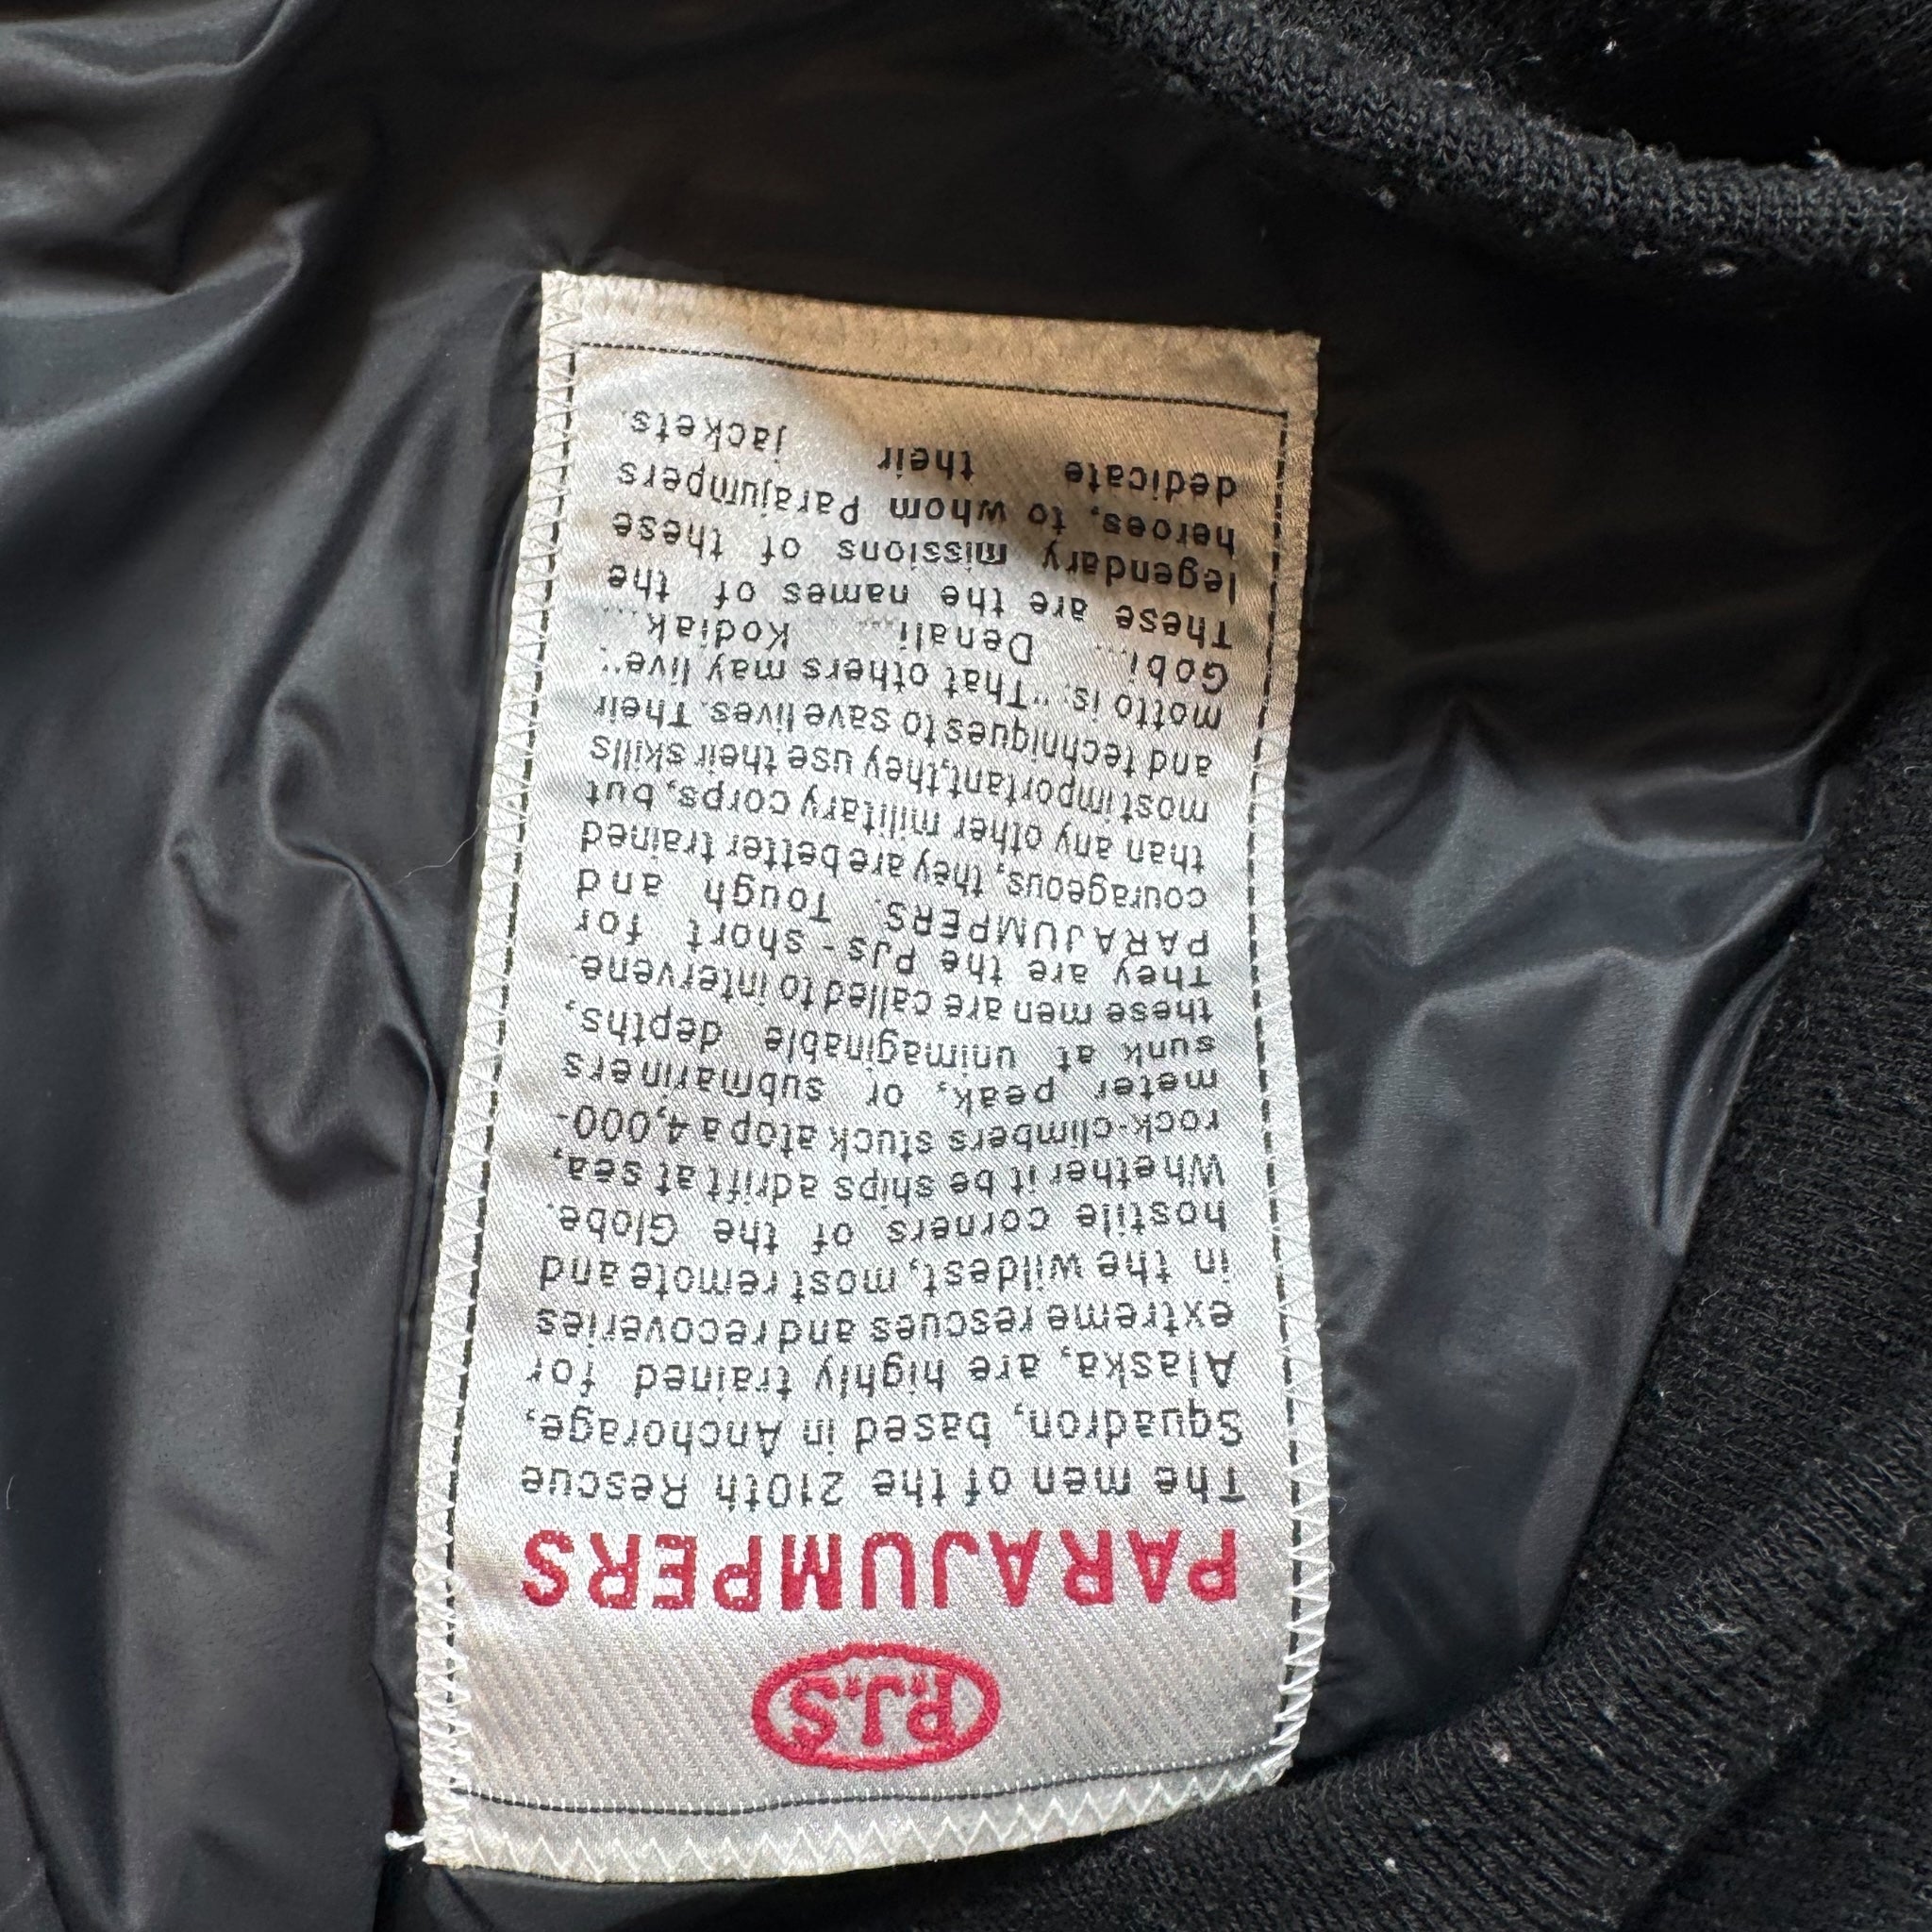 P.J.S
PARAJUMPERS
The men of the 210th Rescue
Squadron, based in Anchorage,
Alaska, are highly trained for
extreme rescues and recoveries
in the wildest, most remote and
hostile corners of the Globe.
Whether it be ships adrift at sea,
rock-climbers stuck atop a 4,000-
meter peak, or submariners
sunk at unimaginable depths,
these men are called to intervene.
They are the PJs - short for
PARAJUMPERS. Tough and
courageous, they are better trained
than any other military corps, but,
most important, they use their skills
and techniques to save lives. Their
motto is: "That others may live".
Gobi... Denali... Kodiak...
These are the names of the
legendary missions of these
heroes, to whom Parajumpers
dedicate their jackets.